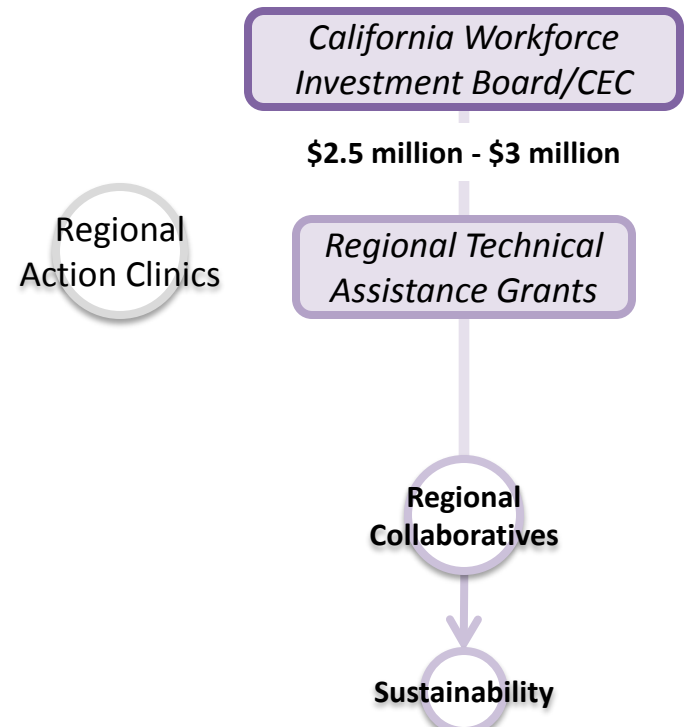 California Workforce
Investment Board/CEC
$2.5 million - $3 million
Regional
Action Clinics
Regional Technical
Assistance Grants
Regional
Collaboratives
Sustainability